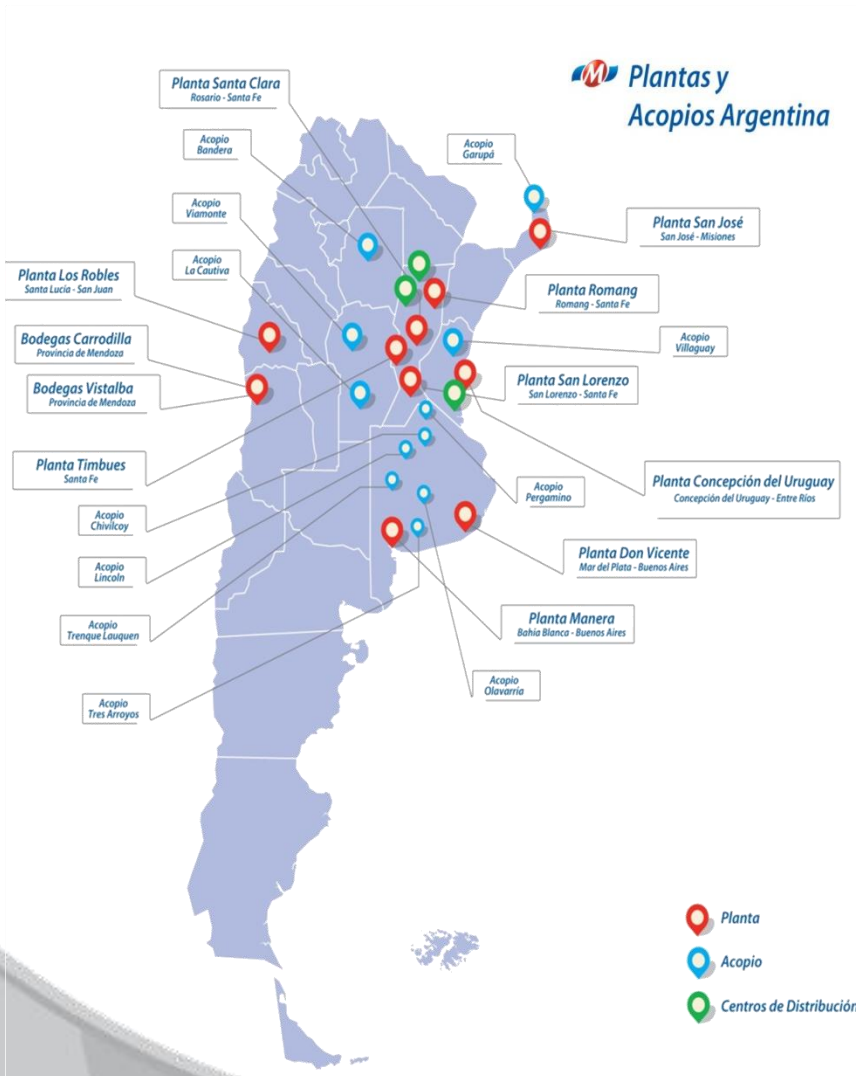 M Plantas y
Acopios Argentina
Planta Santa Clara
Rosario - Santa Fe
Acopio
Bandera
Acopio
Garupá
Acopio
Viamonte
Planta San José
San José - Misiones
Acopio
La Cautiva
Planta Los Robles
Santa Lucía - San Juan
Planta Romang
Romang - Santa Fe
Bodegas Carrodilla
Provincia de Mendoza
Acopio
Villaguay
Bodegas Vistalba
Provincia de Mendoza
Planta San Lorenzo
San Lorenzo - Santa Fe
Planta Timbues
Santa Fe
Planta Concepción del Uruguay
Concepción del Uruguay - Entre Ríos
Acopio
Pergamino
Acopio
Chivilcoy
Planta Don Vicente
Mar del Plata - Buenos Aires
Acopio
Lincoln
Planta Manera
Bahía Blanca - Buenos Aires
Acopio
Trenque Lauquen
Acopio
Olavarría
Acopio
Tres Arroyos
Planta
Acopio
Centros de Distribución